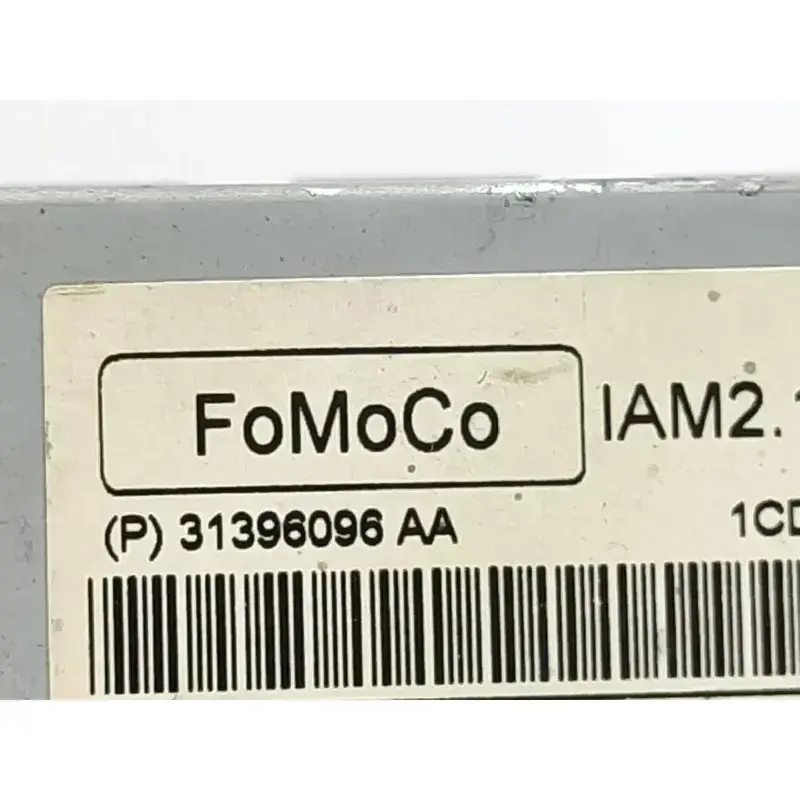 FoMoCo IAM2.
(P) 31396096 AA 1CD